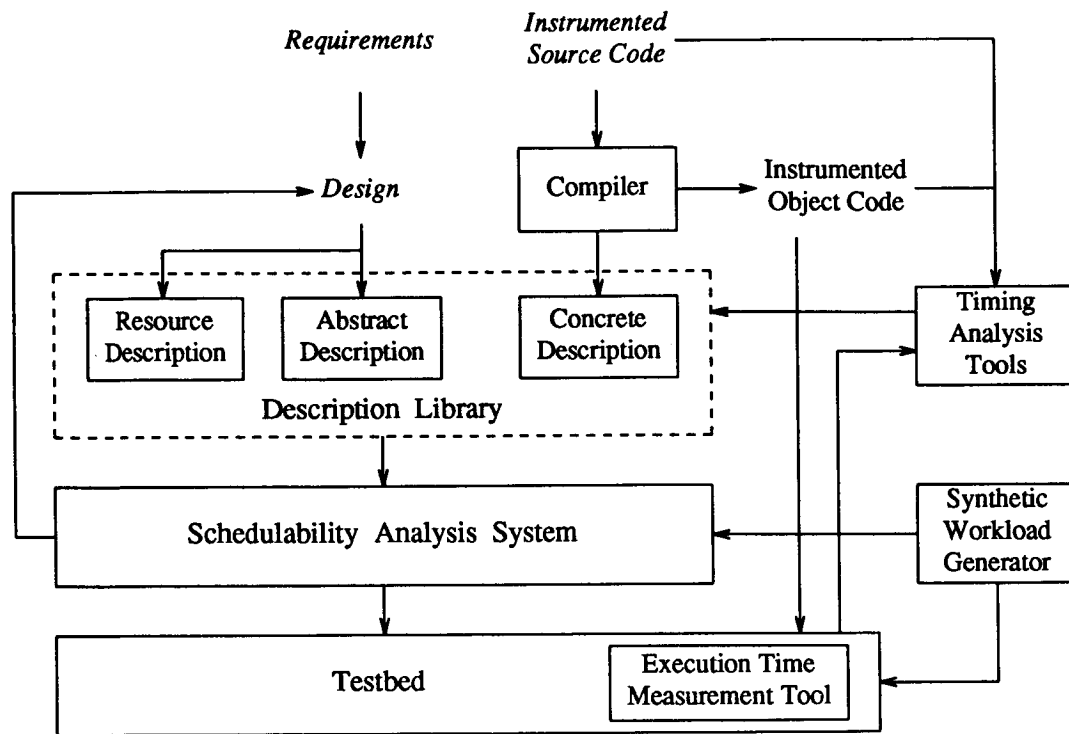 Requirements
Instrumented
Source Code
Design
Compiler
Instrumented
Object Code
Resource
Description
Abstract
Description
Concrete
Description
Timing
Analysis
Tools
Description Library
Schedulability Analysis System
Synthetic
Workload
Generator
Testbed
Execution Time
Measurement Tool